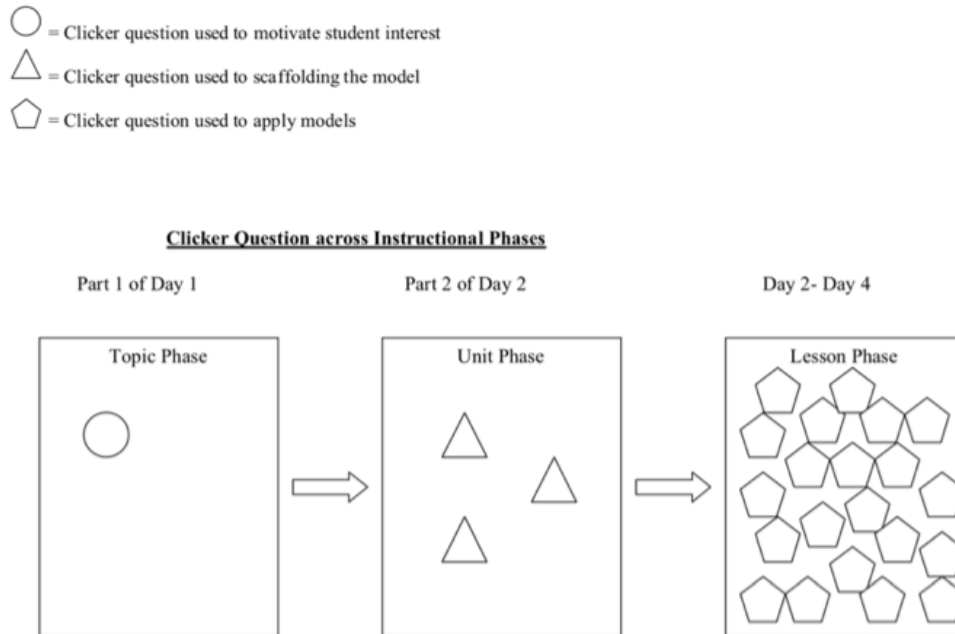 = Clicker question used to motivate student interest
= Clicker question used to scaffolding the model
= Clicker question used to apply models
Clicker Question across Instructional Phases
Part 1 of Day 1
Part 2 of Day 2
Day 2- Day 4
Topic Phase
Unit Phase
Lesson Phase